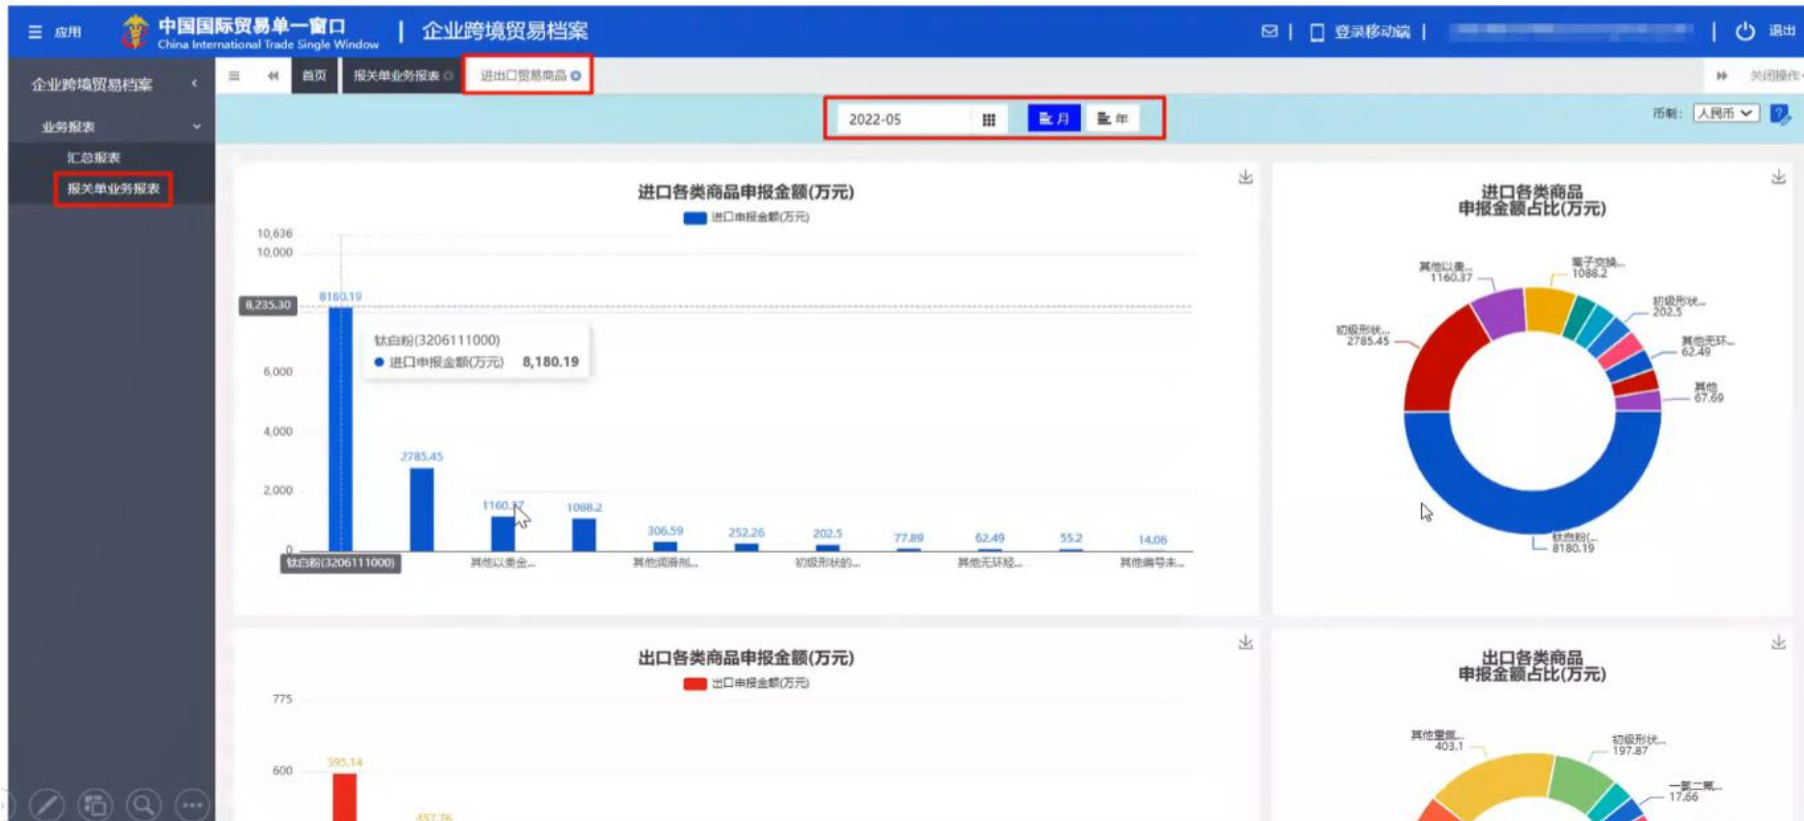 应用
中国国际贸易单一窗口
China International Trade Single Window
企业跨境贸易档案
登录移动端
退出
企业跨境贸易档案
首页
报关单业务报表
进出口贸易商品
关闭操作
业务报表
汇总报表
报关单业务报表
2022-05
月
年
币制:
人民币
进口各类商品申报金额(万元)
进口申报金额(万元)
10,636
10,000
8,235.30
8180.19
钛白粉(3206111000)
进口申报金额(万元) 8,180.19
6,000
4,000
2,000
0
2785.45
1160.37
1088.2
306.59
252.26
202.5
77.89
62.49
55.2
14.06
钛白粉(3206111000)
其他以贵金...
其他润滑剂...
初级形状的...
其他无环烃...
其他编号未...
进口各类商品
申报金额占比(万元)
其他以贵...
1160.37
离子交换...
1088.2
初级形状...
202.5
初级形状...
2785.45
其他无环...
62.49
其他
67.69
钛白粉(...
8180.19
出口各类商品申报金额(万元)
出口申报金额(万元)
775
600
595.14
457.76
出口各类商品
申报金额占比(万元)
其他重氮...
403.1
初级形状...
197.87
一氯二氟...
17.66